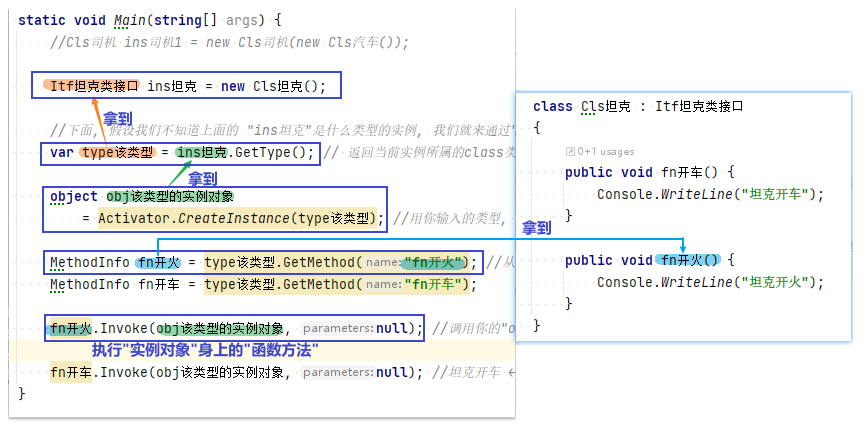 static void Main(string[] args) {
//Cls司机 ins司机1 = new Cls司机(new Cls汽车());
Itf坦克类接口 ins坦克 = new Cls坦克();
拿到
//下面, 假设我们不知道上面的 "ins坦克"是什么类型的实例, 我们就来通过"
var type该类型 = ins坦克.GetType(); // 返回当前实例所属的class类
拿到
object obj该类型的实例对象
= Activator.CreateInstance(type该类型); //用你输入的类型,
MethodInfo fn开火 = type该类型.GetMethod( name: "fn开火"); //从
MethodInfo fn开车 = type该类型.GetMethod( name: "fn开车");
fn开火.Invoke(obj该类型的实例对象, parameters: null); //调用你的"o
执行"实例对象"身上的"函数方法"
fn开车.Invoke(obj该类型的实例对象, parameters: null); //坦克开车 ←
}
拿到
class Cls坦克 : Itf坦克类接口
{
0+1 usages
public void fn开车() {
Console.WriteLine("坦克开车");
}
public void fn开火() {
Console.WriteLine("坦克开火");
}
}